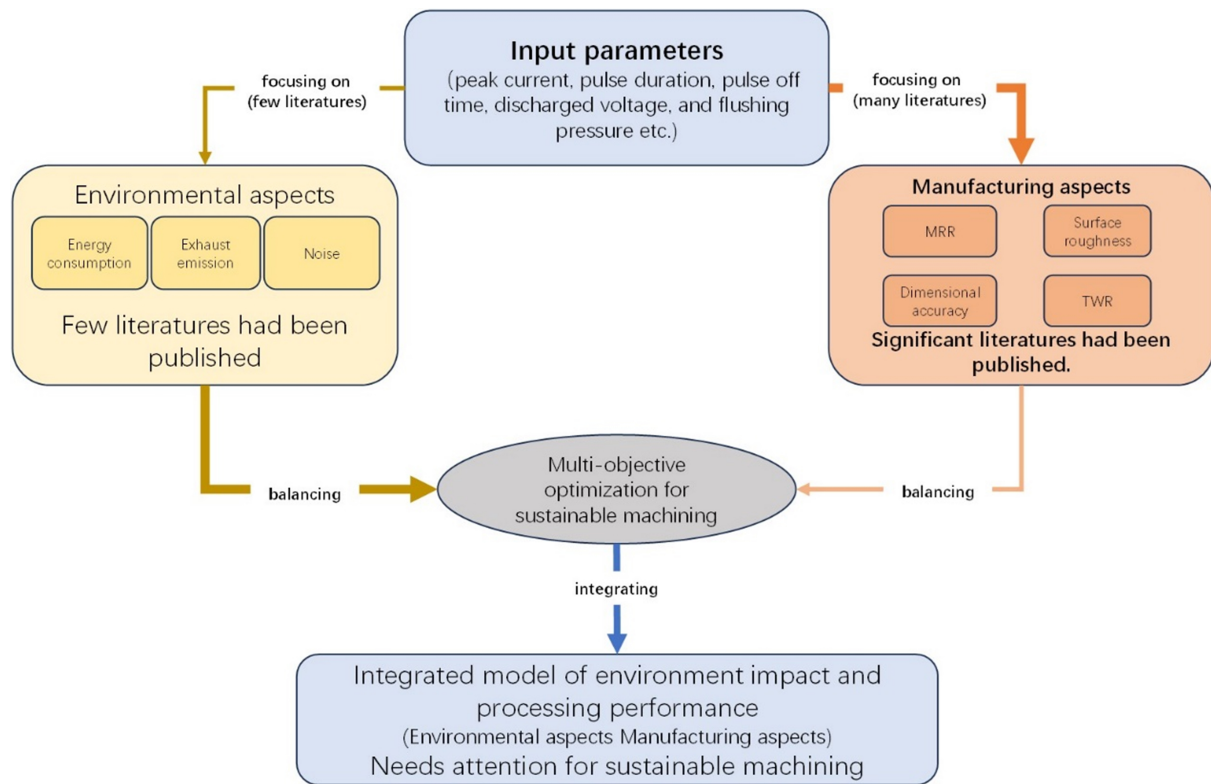 Input parameters
(peak current, pulse duration, pulse off
time, discharged voltage, and flushing
pressure etc.)
focusing on
(few literatures)
focusing on
(many literatures)
Environmental aspects
Energy
consumption
Exhaust
emission
Noise
Few literatures had been
published
Manufacturing aspects
MRR
Surface
roughness
Dimensional
accuracy
TWR
Significant literatures had been
published.
balancing
Multi-objective
optimization for
sustainable machining
balancing
integrating
Integrated model of environment impact and
processing performance
(Environmental aspects Manufacturing aspects)
Needs attention for sustainable machining